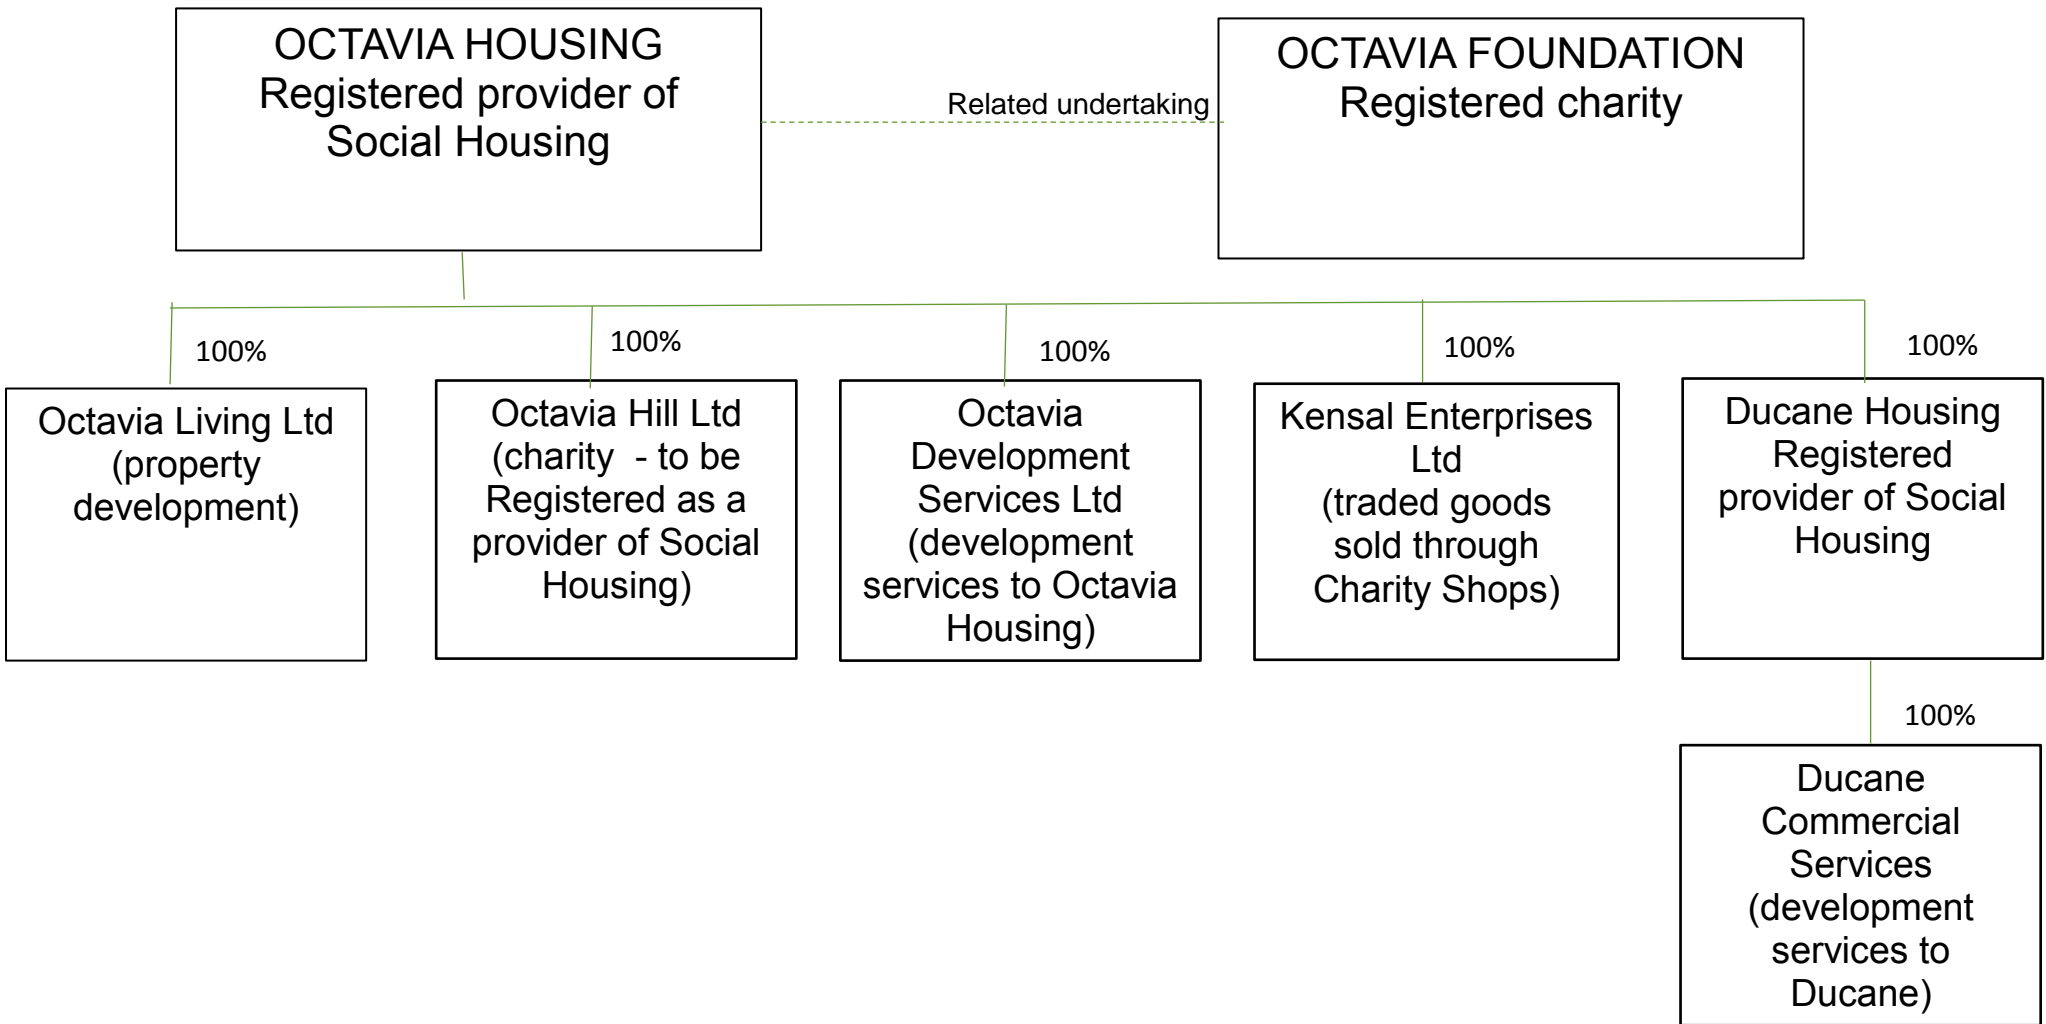 OCTAVIA HOUSING
Registered provider of
Social Housing
Related undertaking
OCTAVIA FOUNDATION
Registered charity
100%
100%
100%
100%
100%
Octavia Living Ltd
(property
development)
Octavia Hill Ltd
(charity  - to be
Registered as a
provider of Social
Housing)
Octavia
Development
Services Ltd
(development
services to Octavia
Housing)
Kensal Enterprises
Ltd
(traded goods
sold through
Charity Shops)
Ducane Housing
Registered
provider of Social
Housing
100%
Ducane
Commercial
Services
(development
services to
Ducane)